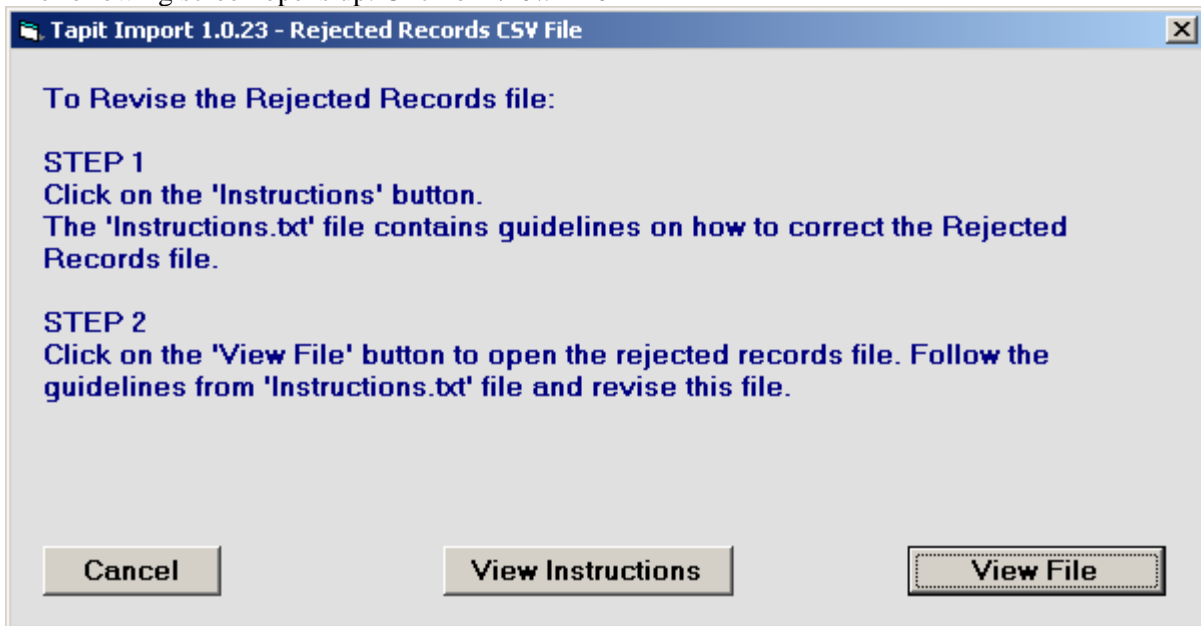 Tapit Import 1.0.23 - Rejected Records CSV File
To Revise the Rejected Records file:
STEP 1
Click on the 'Instructions' button.
The 'Instructions.txt' file contains guidelines on how to correct the Rejected
Records file.
STEP 2
Click on the 'View File' button to open the rejected records file. Follow the
guidelines from 'Instructions.txt' file and revise this file.
Cancel
View Instructions
View File